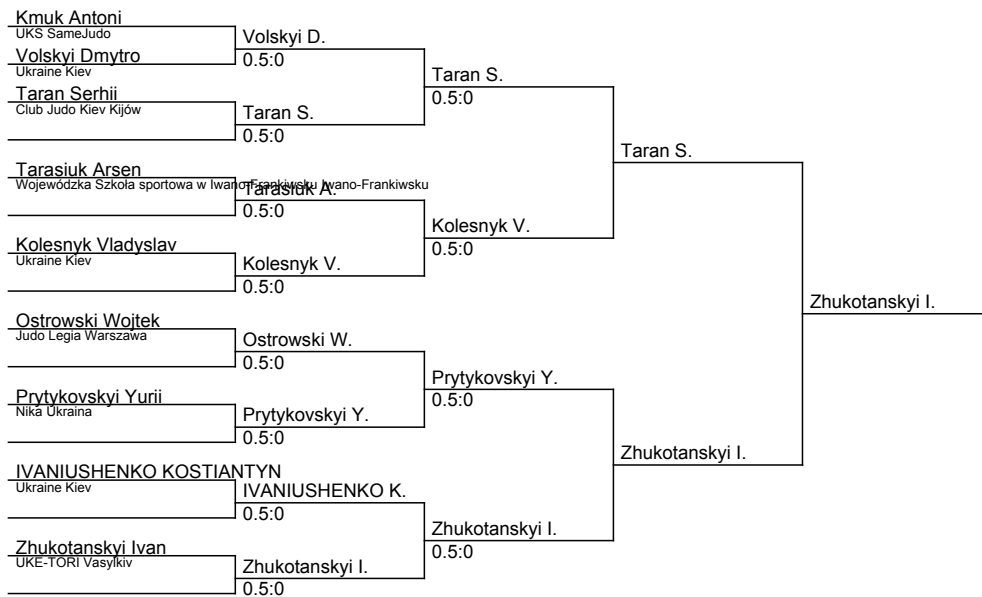 Kmuk Antoni
UKS SameJudo
Volskyi Dmytro
Ukraine Kiev
Taran Serhii
Club Judo Kiev Kijów
Tarasiuk Arsen
Wojewódzka Szkoła sportowa w Iwano-Frankiwsku Iwano-Frankiwsku
Kolesnyk Vladyslav
Ukraine Kiev
Ostrowski Wojtek
Judo Legia Warszawa
Prytykovskyi Yurii
Nika Ukraina
IVANIUSHENKO KOSTIANTYN
Ukraine Kiev
Zhukotanskyi Ivan
UKE-TORI Vasylkiv
Volskyi D.
0.5:0
Taran S.
0.5:0
Tarasiuk A.
0.5:0
Kolesnyk V.
0.5:0
Ostrowski W.
0.5:0
Prytykovskyi Y.
0.5:0
IVANIUSHENKO K.
0.5:0
Zhukotanskyi I.
0.5:0
Taran S.
0.5:0
Kolesnyk V.
0.5:0
Prytykovskyi Y.
0.5:0
Zhukotanskyi I.
0.5:0
Taran S.
Zhukotanskyi I.
Zhukotanskyi I.